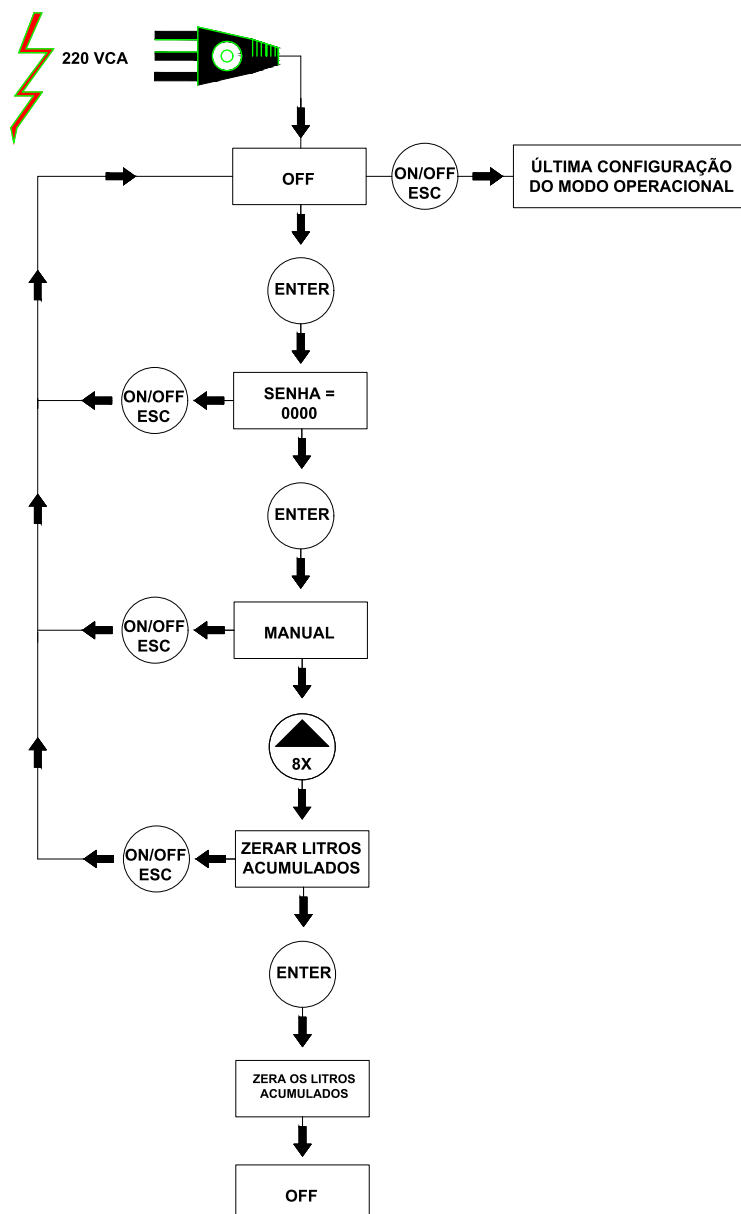 220 VCA
OFF
ON/OFF
ESC
ÚLTIMA CONFIGURAÇÃO
DO MODO OPERACIONAL
ENTER
ON/OFF
ESC
SENHA =
0000
ENTER
ON/OFF
ESC
MANUAL
8X
ON/OFF
ESC
ZERAR LITROS
ACUMULADOS
ENTER
ZERA OS LITROS
ACUMULADOS
OFF